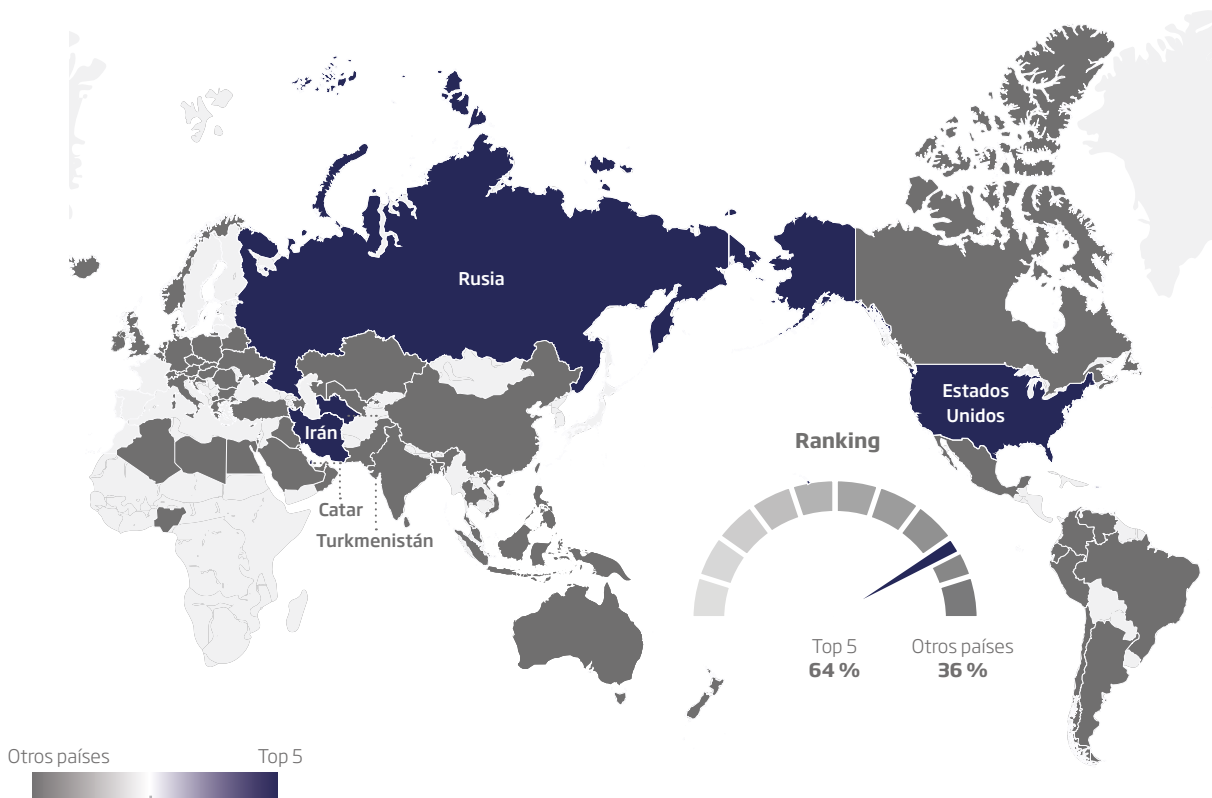 Rusia
Estados
Unidos
Irán
Ranking
Catar
Turkmenistán
Top 5
64 %
Otros países
36 %
Otros países
Top 5